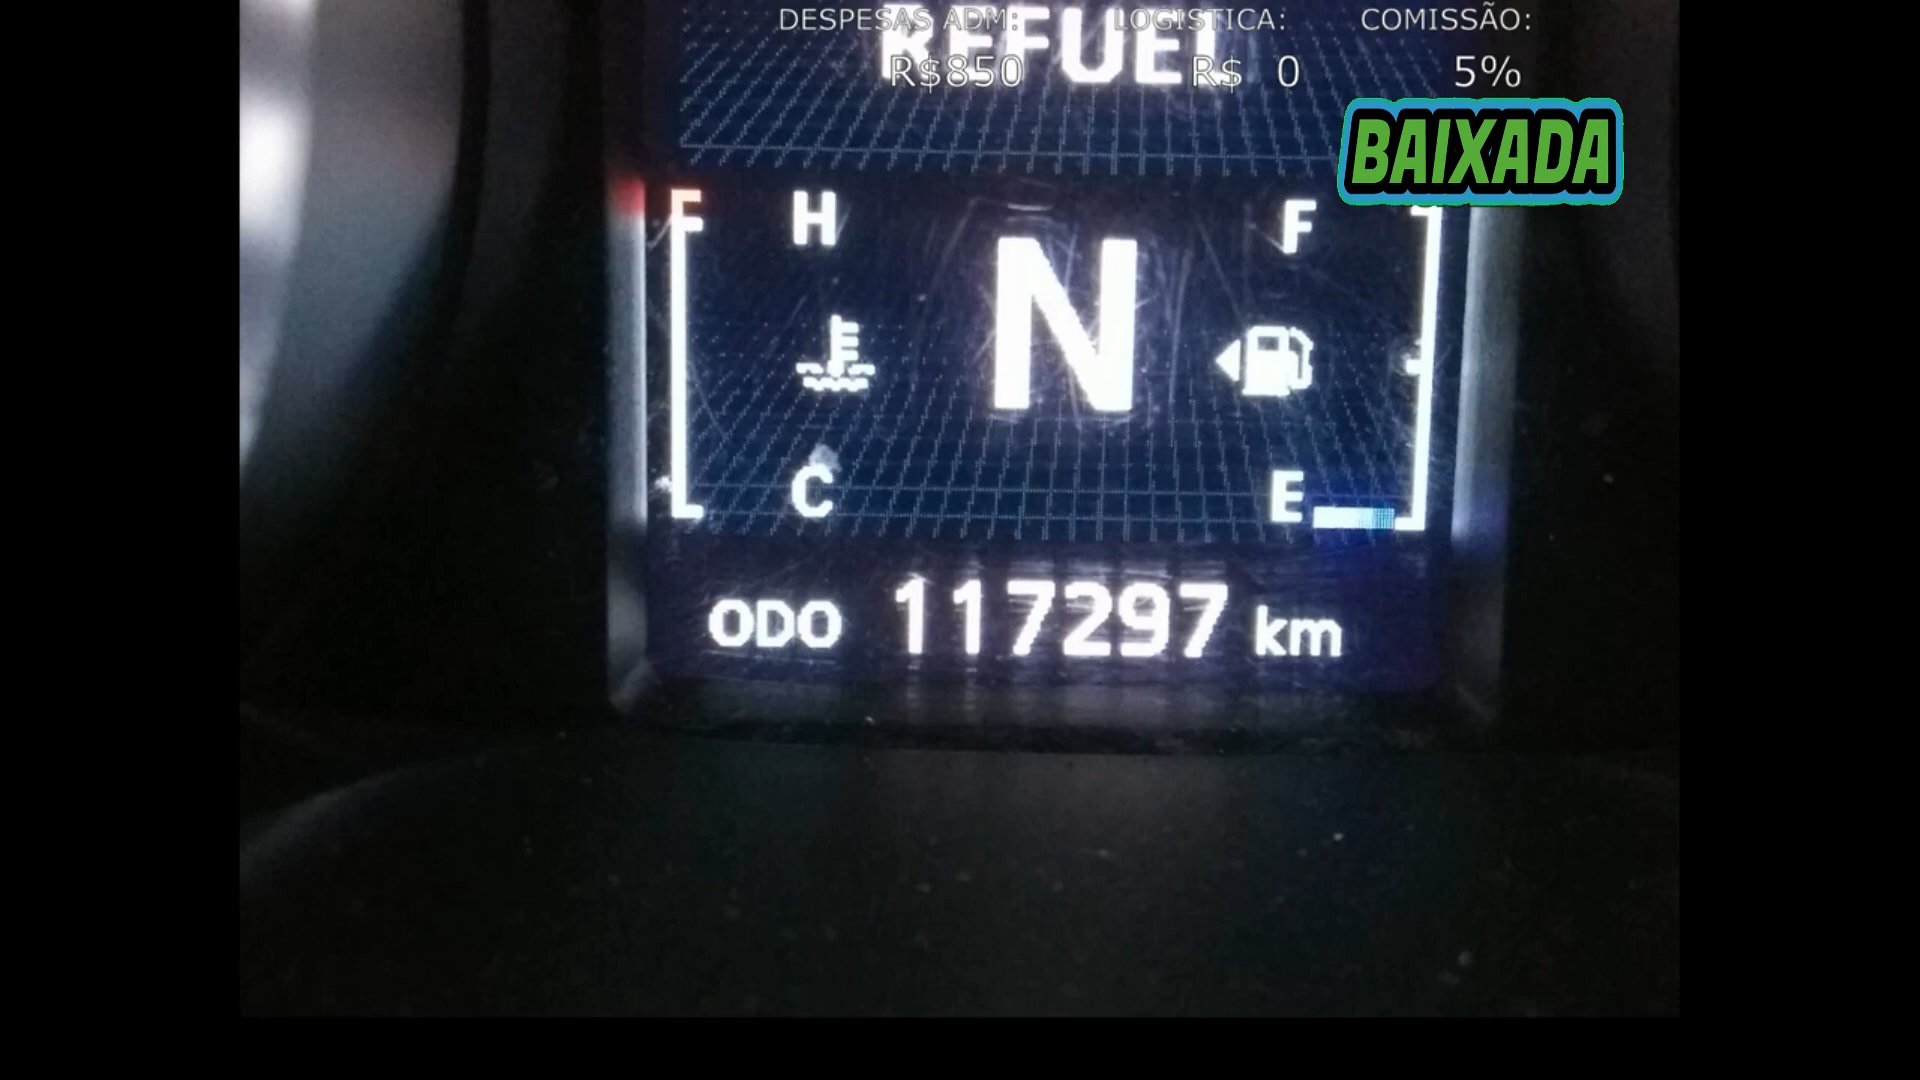 DESPESAS ADM: LOGISTICA: COMISSÃO:
REFUEL
R$850 R$ 0 5%
BAIXADA
F H F
N
C E
ODO 117297 km